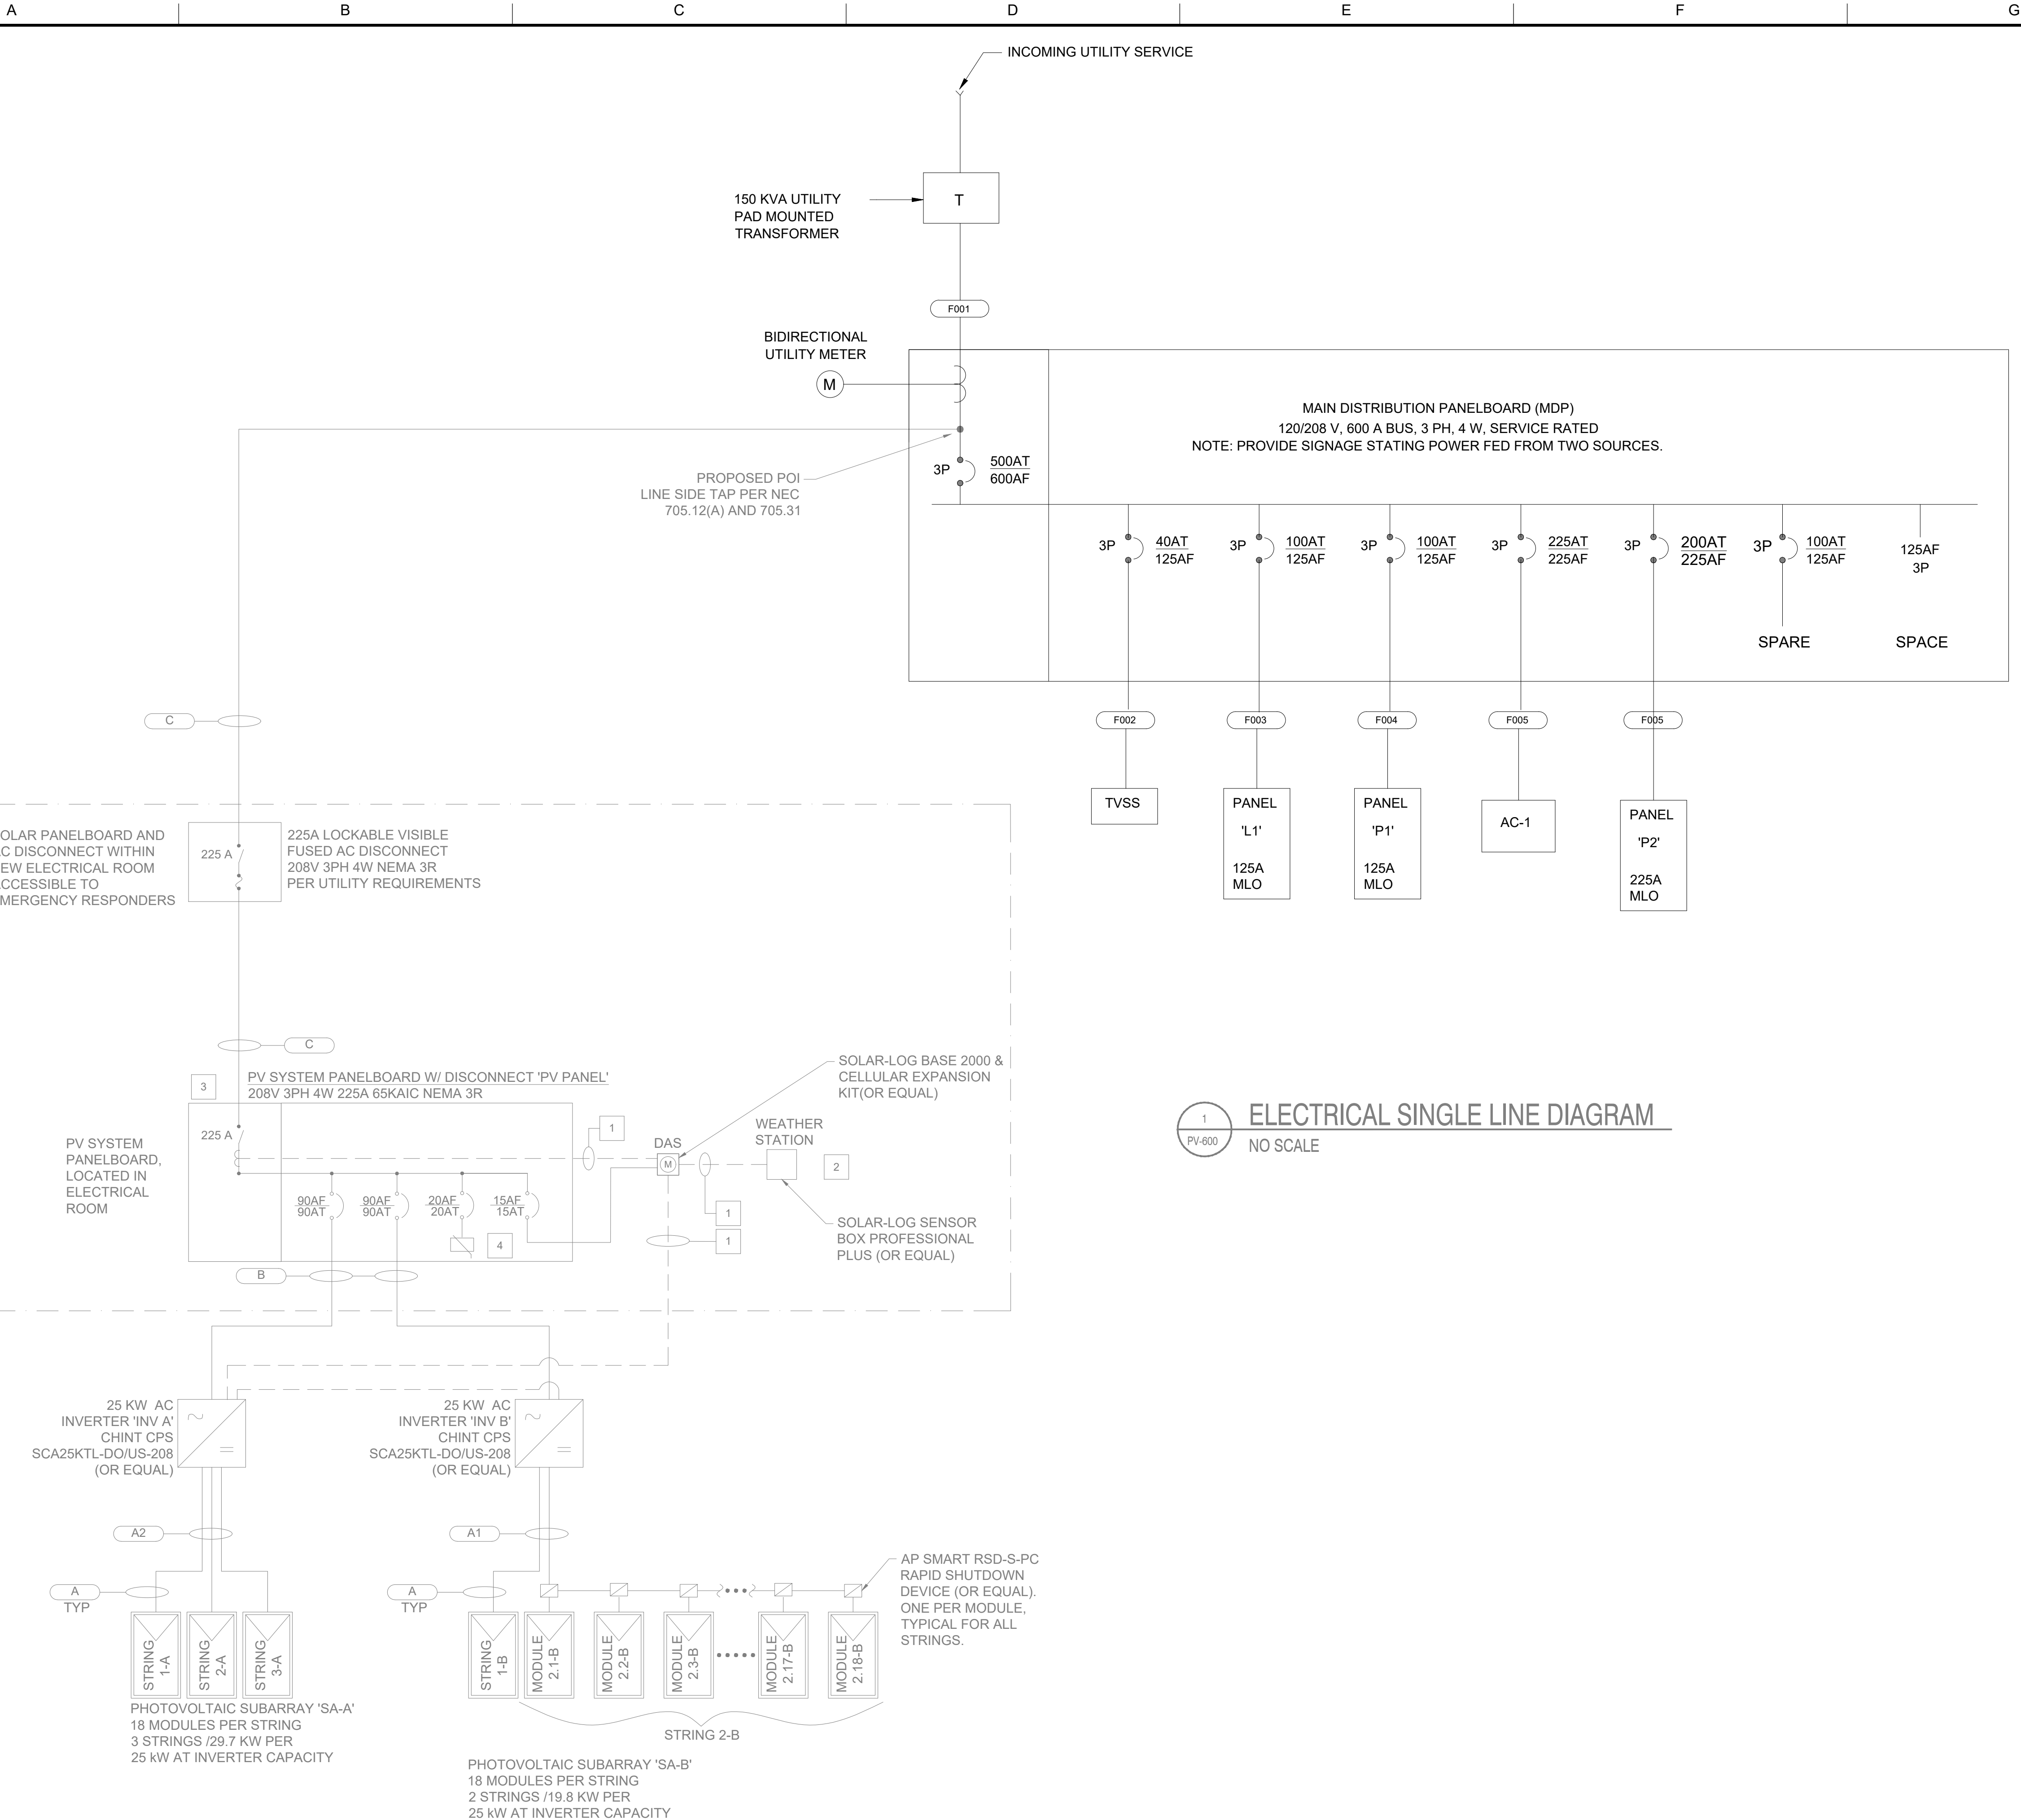 A B C D E F G
INCOMING UTILITY SERVICE
150 KVA UTILITY
PAD MOUNTED
TRANSFORMER
T
F001
BIDIRECTIONAL
UTILITY METER
M
MAIN DISTRIBUTION PANELBOARD (MDP)
120/208 V, 600 A BUS, 3 PH, 4 W, SERVICE RATED
NOTE: PROVIDE SIGNAGE STATING POWER FED FROM TWO SOURCES.
3P
500AT
600AF
PROPOSED POI
LINE SIDE TAP PER NEC
705.12(A) AND 705.31
3P
40AT
125AF
3P
100AT
125AF
3P
100AT
125AF
3P
225AT
225AF
3P
200AT
225AF
3P
100AT
125AF
125AF
3P
SPARE
SPACE
C
F002
F003
F004
F005
F005
TVSS
PANEL
'L1'
125A
MLO
PANEL
'P1'
125A
MLO
AC-1
PANEL
'P2'
225A
MLO
OLAR PANELBOARD AND
C DISCONNECT WITHIN
EW ELECTRICAL ROOM
CCESSIBLE TO
MERGENCY RESPONDERS
225 A
225A LOCKABLE VISIBLE
FUSED AC DISCONNECT
208V 3PH 4W NEMA 3R
PER UTILITY REQUIREMENTS
C
3
PV SYSTEM PANELBOARD W/ DISCONNECT 'PV PANEL'
208V 3PH 4W 225A 65KAIC NEMA 3R
SOLAR-LOG BASE 2000 &
CELLULAR EXPANSION
KIT(OR EQUAL)
PV SYSTEM
PANELBOARD,
LOCATED IN
ELECTRICAL
ROOM
225 A
1
DAS
M
WEATHER
STATION
2
90AF
90AT
90AF
90AT
20AF
20AT
15AF
15AT
4
1
1
SOLAR-LOG SENSOR
BOX PROFESSIONAL
PLUS (OR EQUAL)
B
1
PV-600
ELECTRICAL SINGLE LINE DIAGRAM
NO SCALE
25 KW AC
INVERTER 'INV A'
CHINT CPS
SCA25KTL-DO/US-208
(OR EQUAL)
25 KW AC
INVERTER 'INV B'
CHINT CPS
SCA25KTL-DO/US-208
(OR EQUAL)
A2
A1
A
TYP
A
TYP
AP SMART RSD-S-PC
RAPID SHUTDOWN
DEVICE (OR EQUAL).
ONE PER MODULE,
TYPICAL FOR ALL
STRINGS.
STRING
1-A
STRING
2-A
STRING
3-A
STRING
1-B
MODULE
2.1-B
MODULE
2.2-B
MODULE
2.3-B
MODULE
2.17-B
MODULE
2.18-B
PHOTOVOLTAIC SUBARRAY 'SA-A'
18 MODULES PER STRING
3 STRINGS /29.7 KW PER
25 kW AT INVERTER CAPACITY
STRING 2-B
PHOTOVOLTAIC SUBARRAY 'SA-B'
18 MODULES PER STRING
2 STRINGS /19.8 KW PER
25 kW AT INVERTER CAPACITY